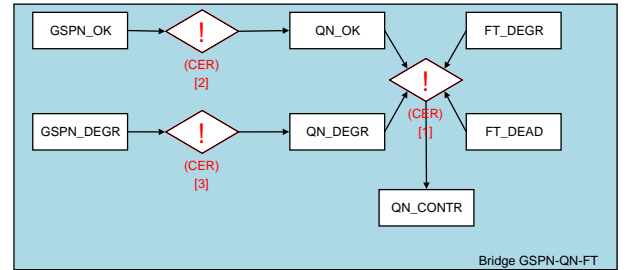 GSPN_OK
!
QN_OK
FT_DEGR
(CER)
[2]
!
GSPN_DEGR
!
QN_DEGR
(CER)
[1]
FT_DEAD
(CER)
[3]
QN_CONTR
Bridge GSPN-QN-FT